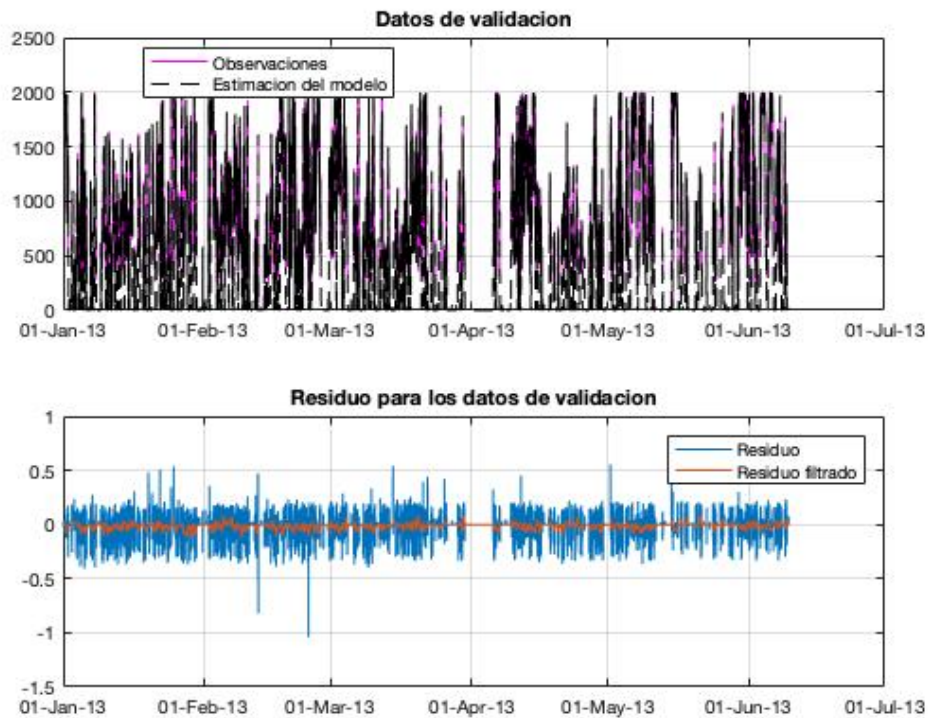 Datos de validacion
2500
2000
1500
1000
500
0
Observaciones
Estimacion del modelo
01-Jan-13 01-Feb-13 01-Mar-13 01-Apr-13 01-May-13 01-Jun-13 01-Jul-13
Residuo para los datos de validacion
1
0.5
0
-0.5
-1
-1.5
Residuo
Residuo filtrado
01-Jan-13 01-Feb-13 01-Mar-13 01-Apr-13 01-May-13 01-Jun-13 01-Jul-13